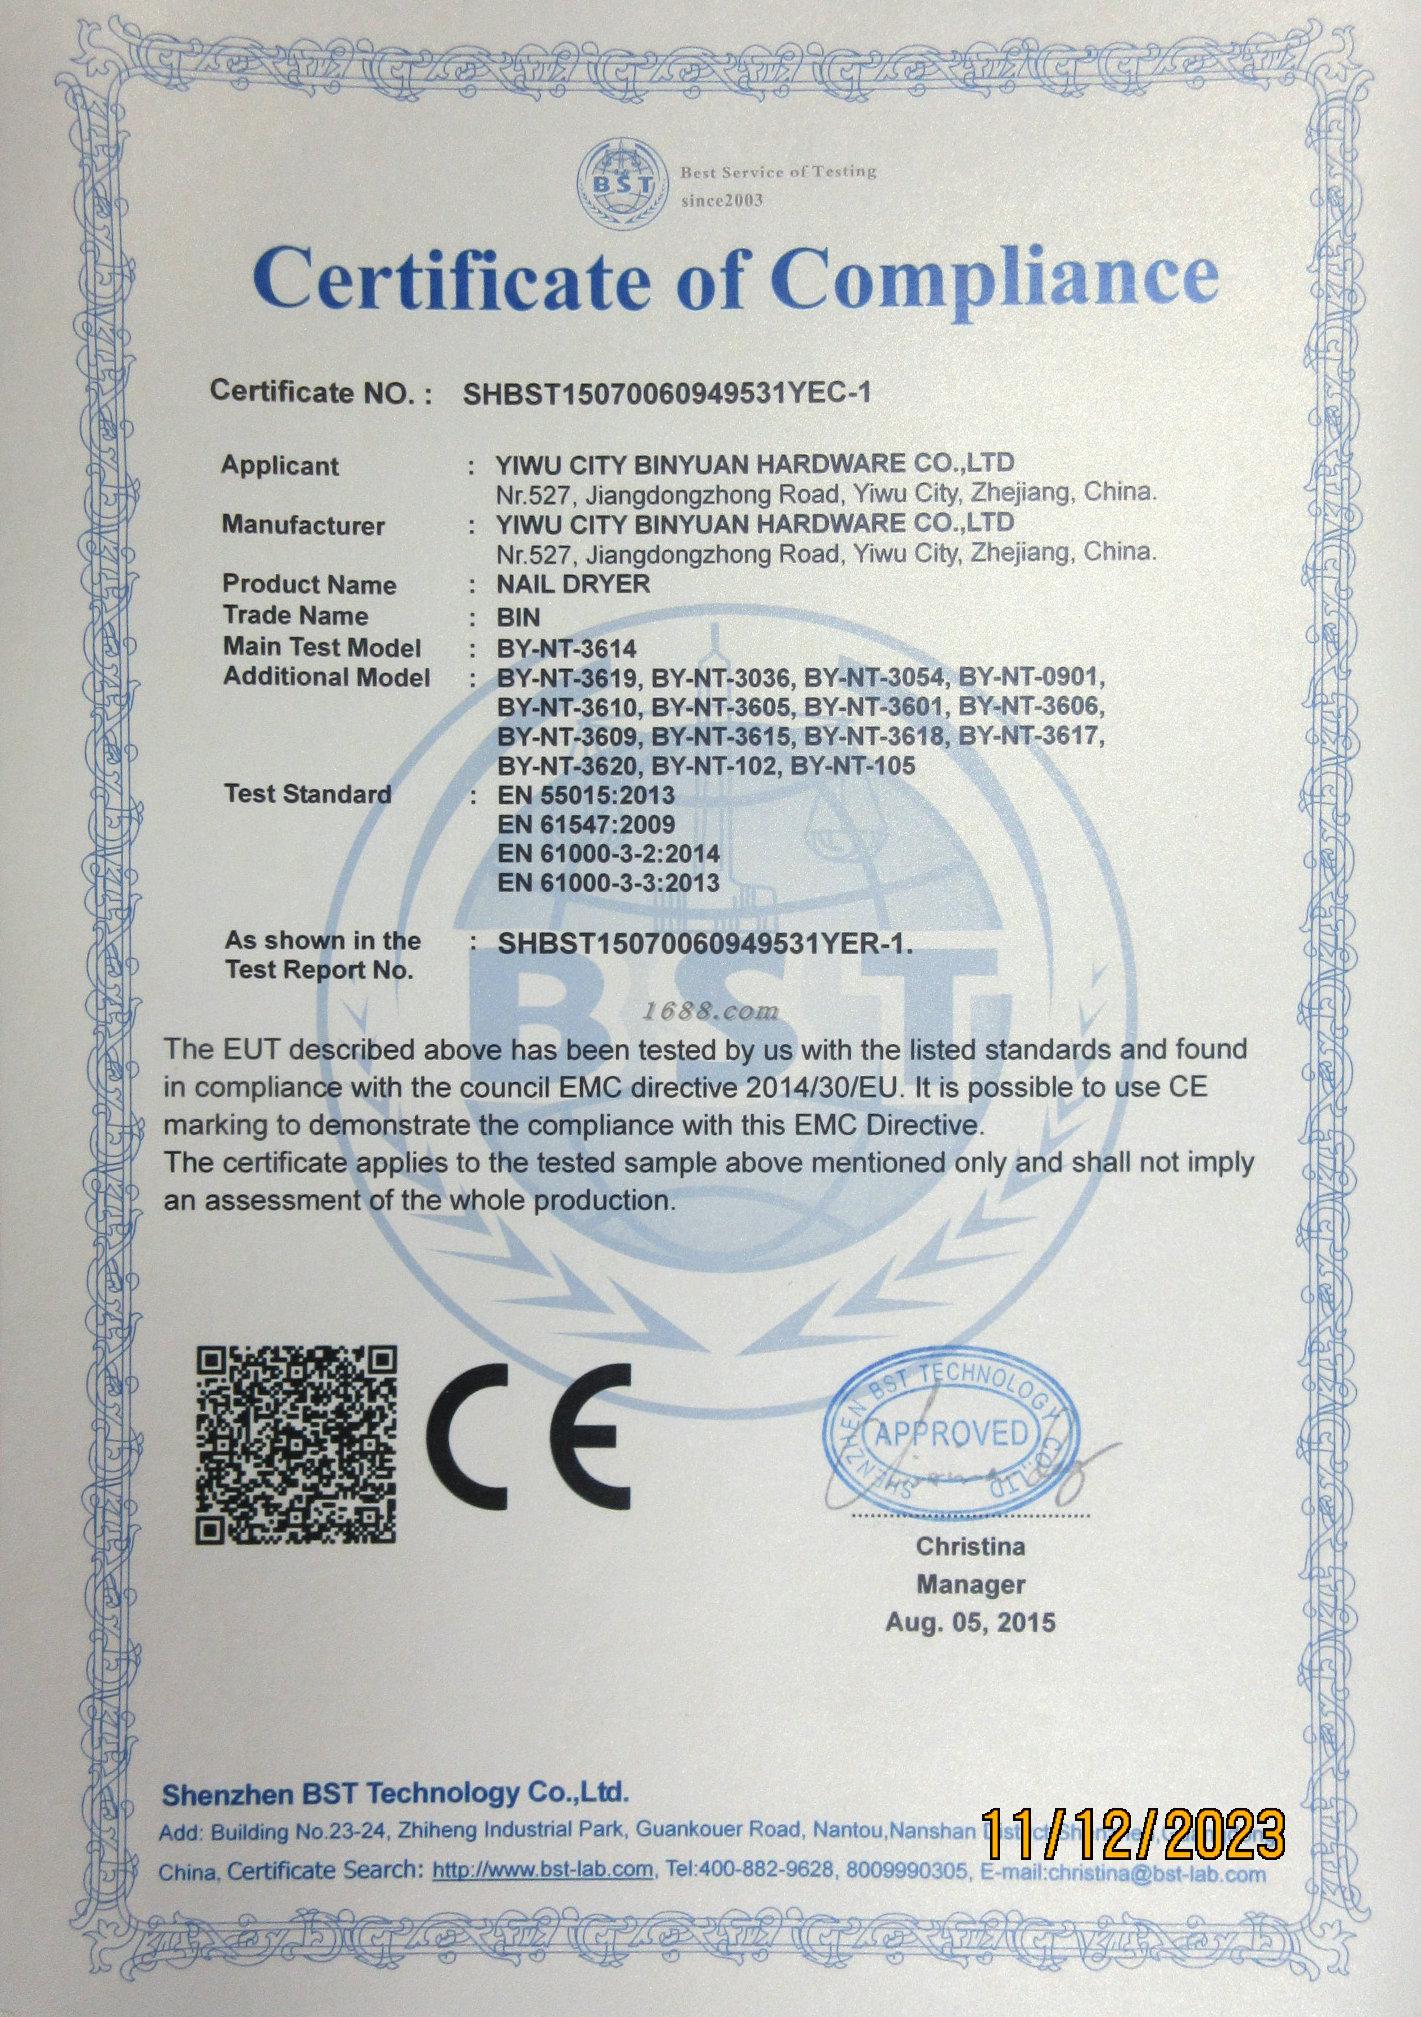 BST
Best Service of Testing
since2003
Certificate of Compliance
Certificate NO. : SHBST15070060949531YEC-1
Applicant : YIWU CITY BINYUAN HARDWARE CO.,LTD
Nr.527, Jiangdongzhong Road, Yiwu City, Zhejiang, China.
Manufacturer : YIWU CITY BINYUAN HARDWARE CO.,LTD
Nr.527, Jiangdongzhong Road, Yiwu City, Zhejiang, China.
Product Name : NAIL DRYER
Trade Name : BIN
Main Test Model : BY-NT-3614
Additional Model : BY-NT-3619, BY-NT-3036, BY-NT-3054, BY-NT-0901,
BY-NT-3610, BY-NT-3605, BY-NT-3601, BY-NT-3606,
BY-NT-3609, BY-NT-3615, BY-NT-3618, BY-NT-3617,
BY-NT-3620, BY-NT-102, BY-NT-105
Test Standard : EN 55015:2013
EN 61547:2009
EN 61000-3-2:2014
EN 61000-3-3:2013
As shown in the : SHBST15070060949531YER-1.
Test Report No.
BST
1688.com
The EUT described above has been tested by us with the listed standards and found
in compliance with the council EMC directive 2014/30/EU. It is possible to use CE
marking to demonstrate the compliance with this EMC Directive.
The certificate applies to the tested sample above mentioned only and shall not imply
an assessment of the whole production.
CE
SHENZHEN BST TECHNOLOGY CO.,LTD
APPROVED
Christina
Manager
Aug. 05, 2015
Shenzhen BST Technology Co.,Ltd.
Add: Building No.23-24, Zhiheng Industrial Park, Guankouer Road, Nantou,Nanshan
11/12/2023
China, Certificate Search: http://www.bst-lab.com, Tel:400-882-9628, 8009990305, E-mail:christina@bst-lab.com